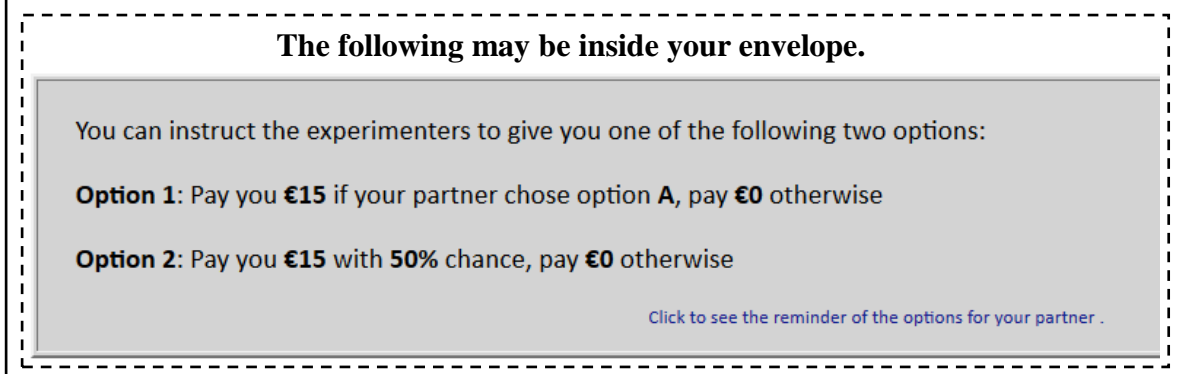 The following may be inside your envelope.
You can instruct the experimenters to give you one of the following two options:
Option 1: Pay you €15 if your partner chose option A, pay €0 otherwise
Option 2: Pay you €15 with 50% chance, pay €0 otherwise
Click to see the reminder of the options for your partner .